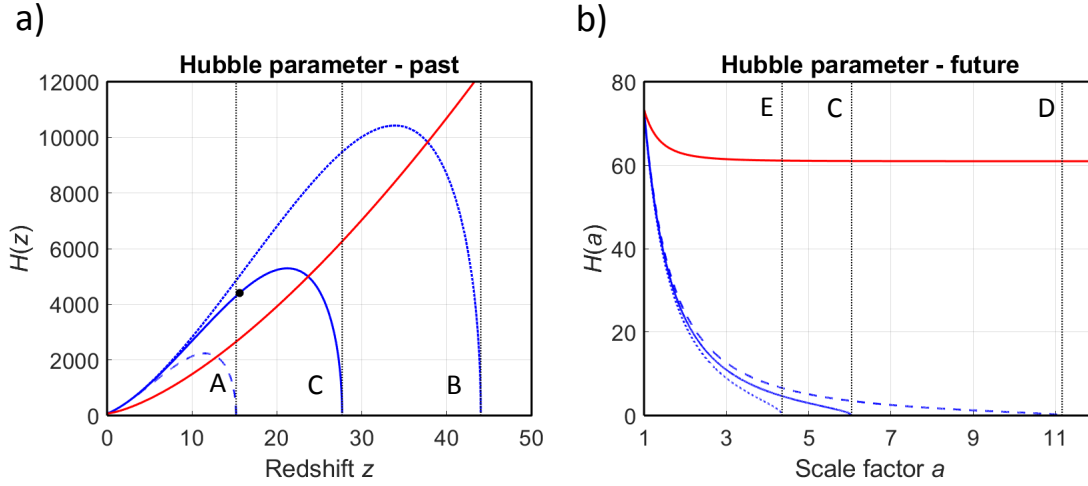 a)
Hubble parameter - past
12000
10000
8000
6000
4000
2000
0
H(z)
A
C
B
0 10 20 30 40 50
Redshift z
b)
Hubble parameter - future
80
60
40
20
0
H(a)
E
C
D
1 3 5 7 9 11
Scale factor a